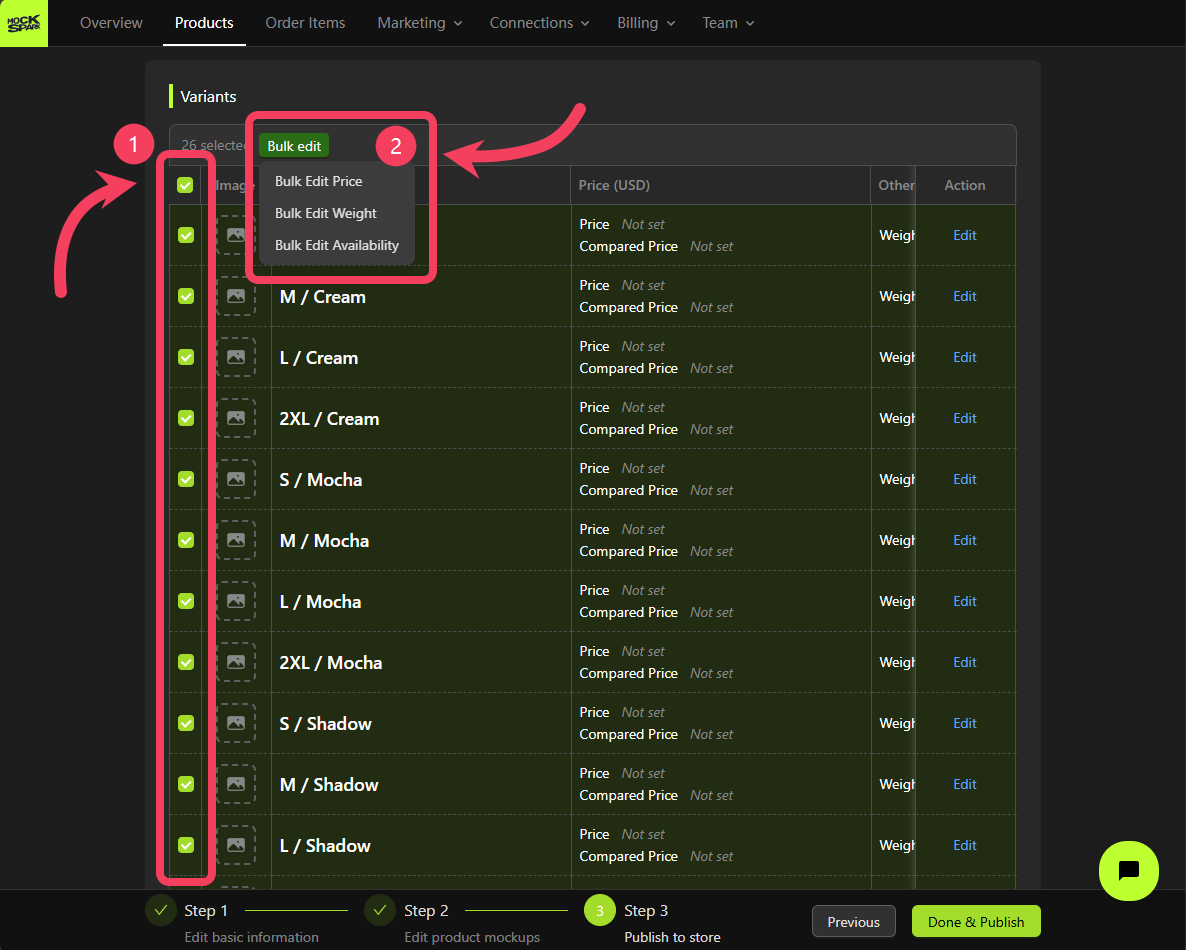 MOCK
SPARK
Overview Products Order Items Marketing Connections Billing Team
Variants
1
26 selected Bulk edit 2
Image Bulk Edit Price Price (USD) Other Action
Bulk Edit Weight
Bulk Edit Availability
Price Not set
Compared Price Not set Weigh Edit
M / Cream Price Not set
Compared Price Not set Weigh Edit
L / Cream Price Not set
Compared Price Not set Weigh Edit
2XL / Cream Price Not set
Compared Price Not set Weigh Edit
S / Mocha Price Not set
Compared Price Not set Weigh Edit
M / Mocha Price Not set
Compared Price Not set Weigh Edit
L / Mocha Price Not set
Compared Price Not set Weigh Edit
2XL / Mocha Price Not set
Compared Price Not set Weigh Edit
S / Shadow Price Not set
Compared Price Not set Weigh Edit
M / Shadow Price Not set
Compared Price Not set Weigh Edit
L / Shadow Price Not set
Compared Price Not set Weigh Edit
Step 1 Step 2 3 Step 3
Edit basic information Edit product mockups Publish to store
Previous Done & Publish